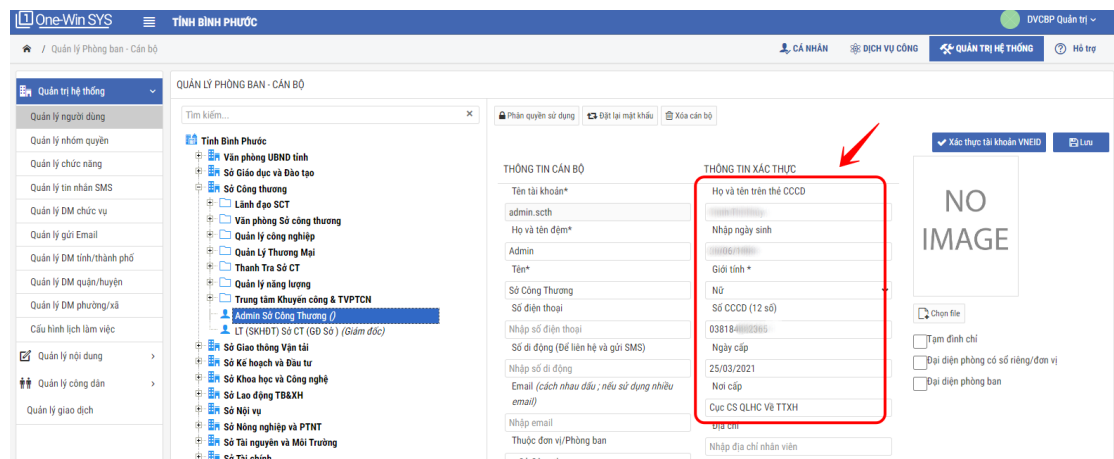 One-Win SYS
TỈNH BÌNH PHƯỚC
DVCBP Quản trị
/ Quản lý Phòng ban - Cán bộ
CÁ NHÂN
DỊCH VỤ CÔNG
QUẢN TRỊ HỆ THỐNG
Hỗ trợ
Quản trị hệ thống
Quản lý người dùng
Quản lý nhóm quyền
Quản lý chức năng
Quản lý tin nhắn SMS
Quản lý DM chức vụ
Quản lý gửi Email
Quản lý DM tỉnh/thành phố
Quản lý DM quận/huyện
Quản lý DM phường/xã
Cấu hình lịch làm việc
Quản lý nội dung
Quản lý công dân
Quản lý giao dịch
QUẢN LÝ PHÒNG BAN - CÁN BỘ
Tìm kiếm...
Tỉnh Bình Phước
Văn phòng UBND tỉnh
Sở Giáo dục và Đào tạo
Sở Công thương
Lãnh đạo SCT
Văn phòng Sở công thương
Quản lý công nghiệp
Quản Lý Thương Mại
Thanh Tra Sở CT
Quản lý năng lượng
Trung tâm Khuyến công & TVPTCN
Admin Sở Công Thương ()
LT (SKHĐT) Sở CT (GĐ Sở ) (Giám đốc)
Sở Giao thông Vận tải
Sở Kế hoạch và Đầu tư
Sở Khoa học và Công nghệ
Sở Lao động TB&XH
Sở Nội vụ
Sở Nông nghiệp và PTNT
Sở Tài nguyên và Môi Trường
Sở Tài chính
Phân quyền sử dụng
Đặt lại mật khẩu
Xóa cán bộ
Xác thực tài khoản VNEID
Lưu
THÔNG TIN CÁN BỘ
Tên tài khoản*
admin.scth
Họ và tên đệm*
Admin
Tên*
Sở Công Thương
Số điện thoại
Nhập số điện thoại
Số di động (Để liên hệ và gửi SMS)
Nhập số di động
Email (cách nhau dấu ; nếu sử dụng nhiều
email)
Nhập email
Thuộc đơn vị/Phòng ban
THÔNG TIN XÁC THỰC
Họ và tên trên thẻ CCCD
Nhập ngày sinh
Giới tính *
Nữ
Số CCCD (12 số)
Ngày cấp
25/03/2021
Nơi cấp
Cục CS QLHC Về TTXH
Địa chỉ
Nhập địa chỉ nhân viên
NO
IMAGE
Chọn file
Tạm đình chỉ
Đại diện phòng có số riêng/đơn
vị
Đại diện phòng ban